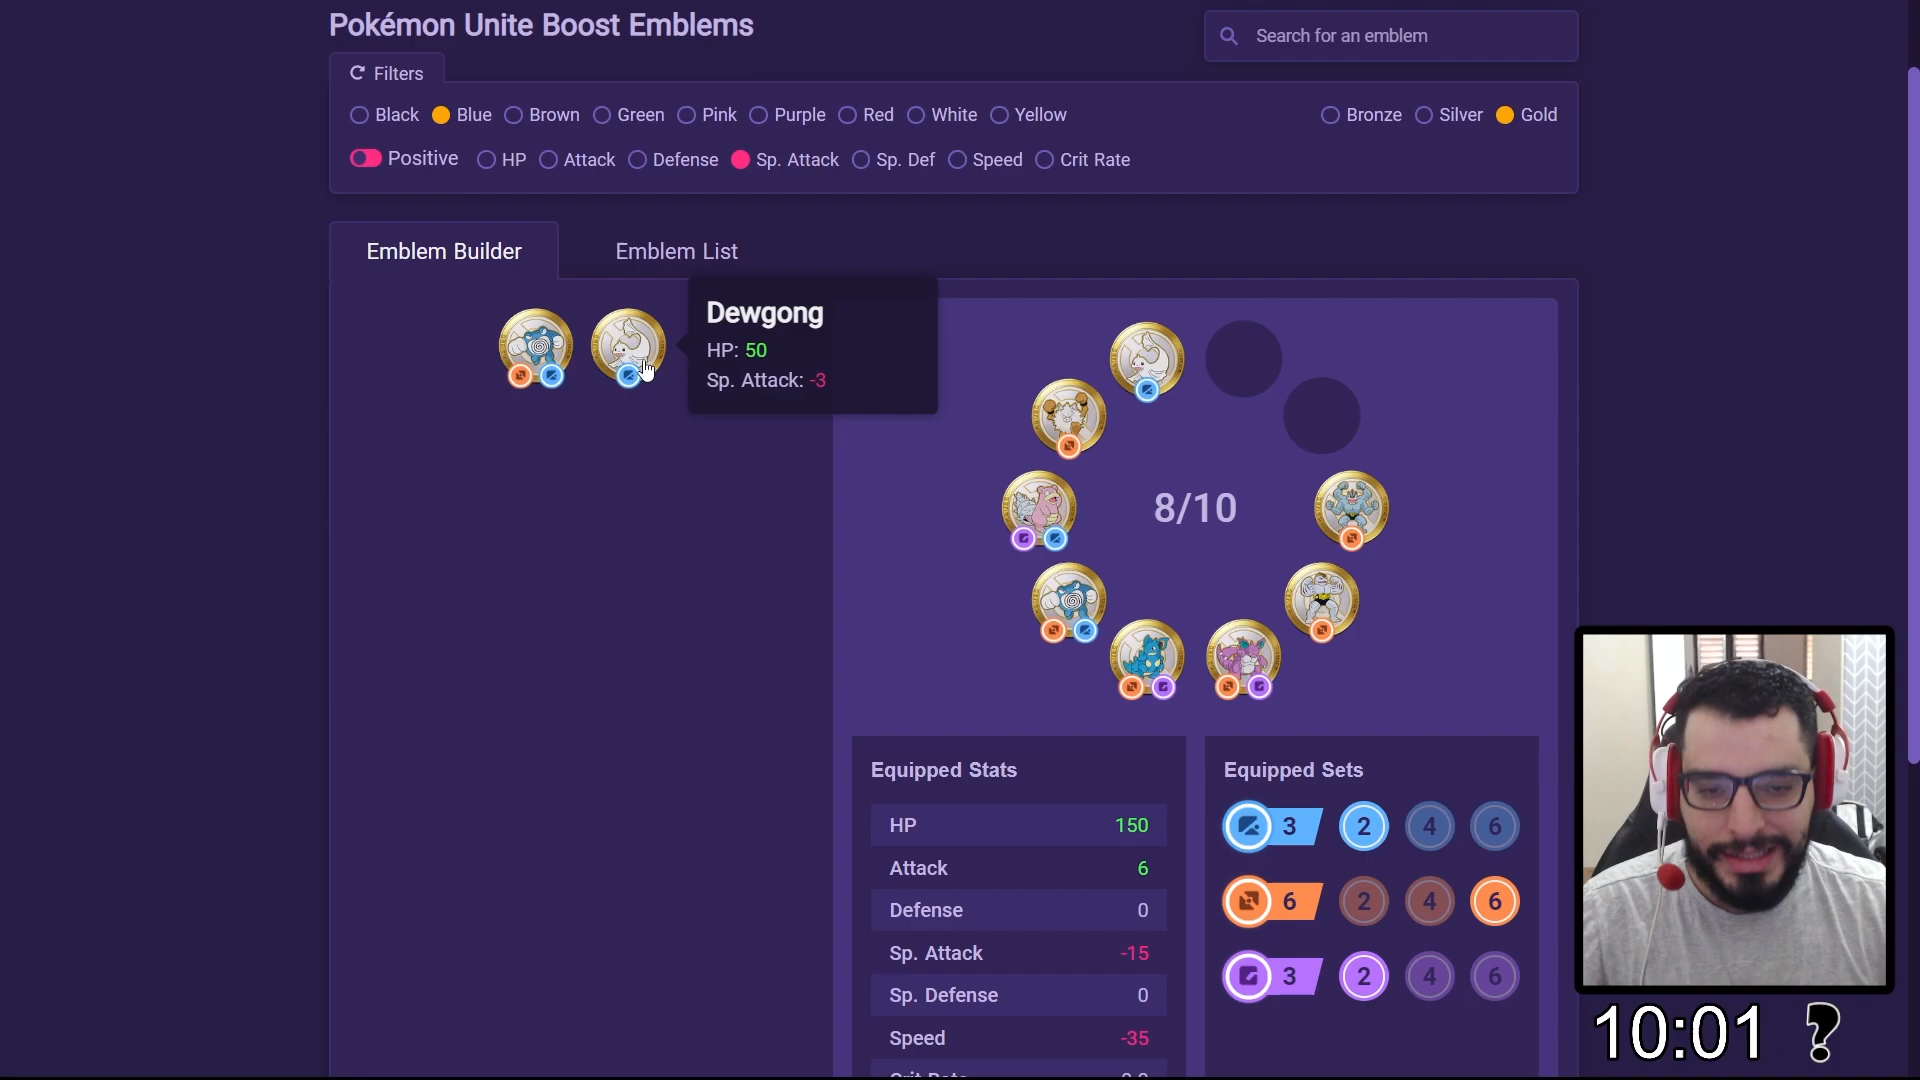 Pokémon Unite Boost Emblems
Search for an emblem
Filters
Black Blue Brown Green Pink Purple Red White Yellow Bronze Silver Gold
Positive HP Attack Defense Sp. Attack Sp. Def Speed Crit Rate
Emblem Builder Emblem List
Dewgong
HP: 50
Sp. Attack: -3
8/10
Equipped Stats
HP 150
Attack 6
Defense 0
Sp. Attack -15
Sp. Defense 0
Speed -35
Equipped Sets
3 2 4 6
6 2 4 6
3 2 4 6
10:01 ?